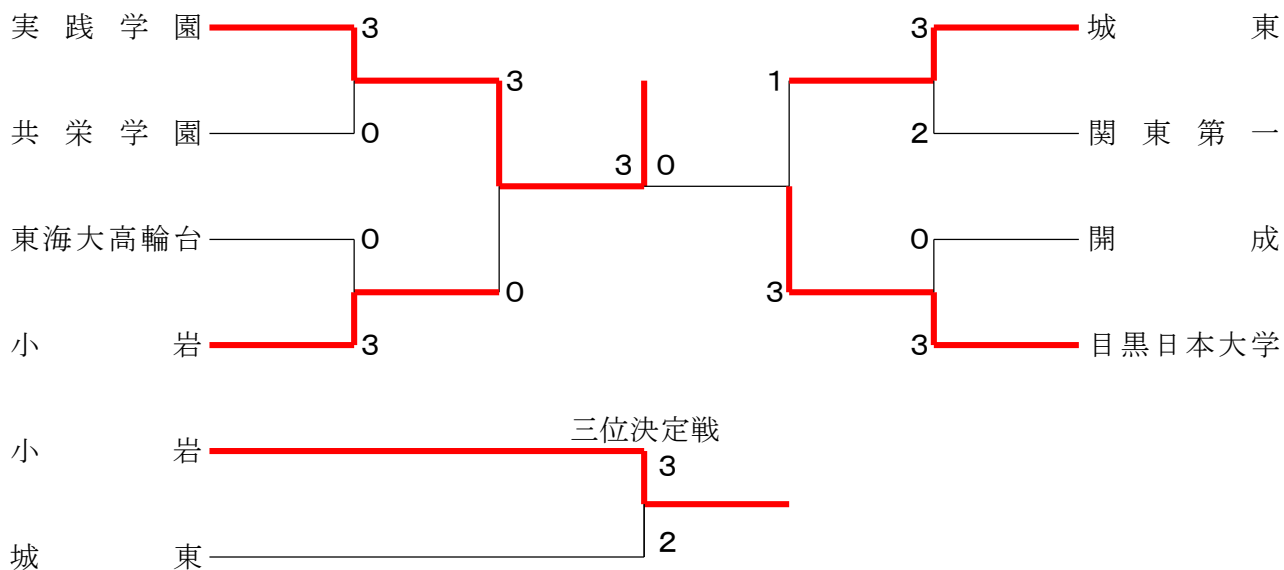 実践学園 3 3 城東
3 1
共栄学園 0 2 関東第一
3 0
東海大高輪台 0 0 開成
0 3
小岩 3 3 目黒日本大学
三位決定戦
小岩 3
城東 2